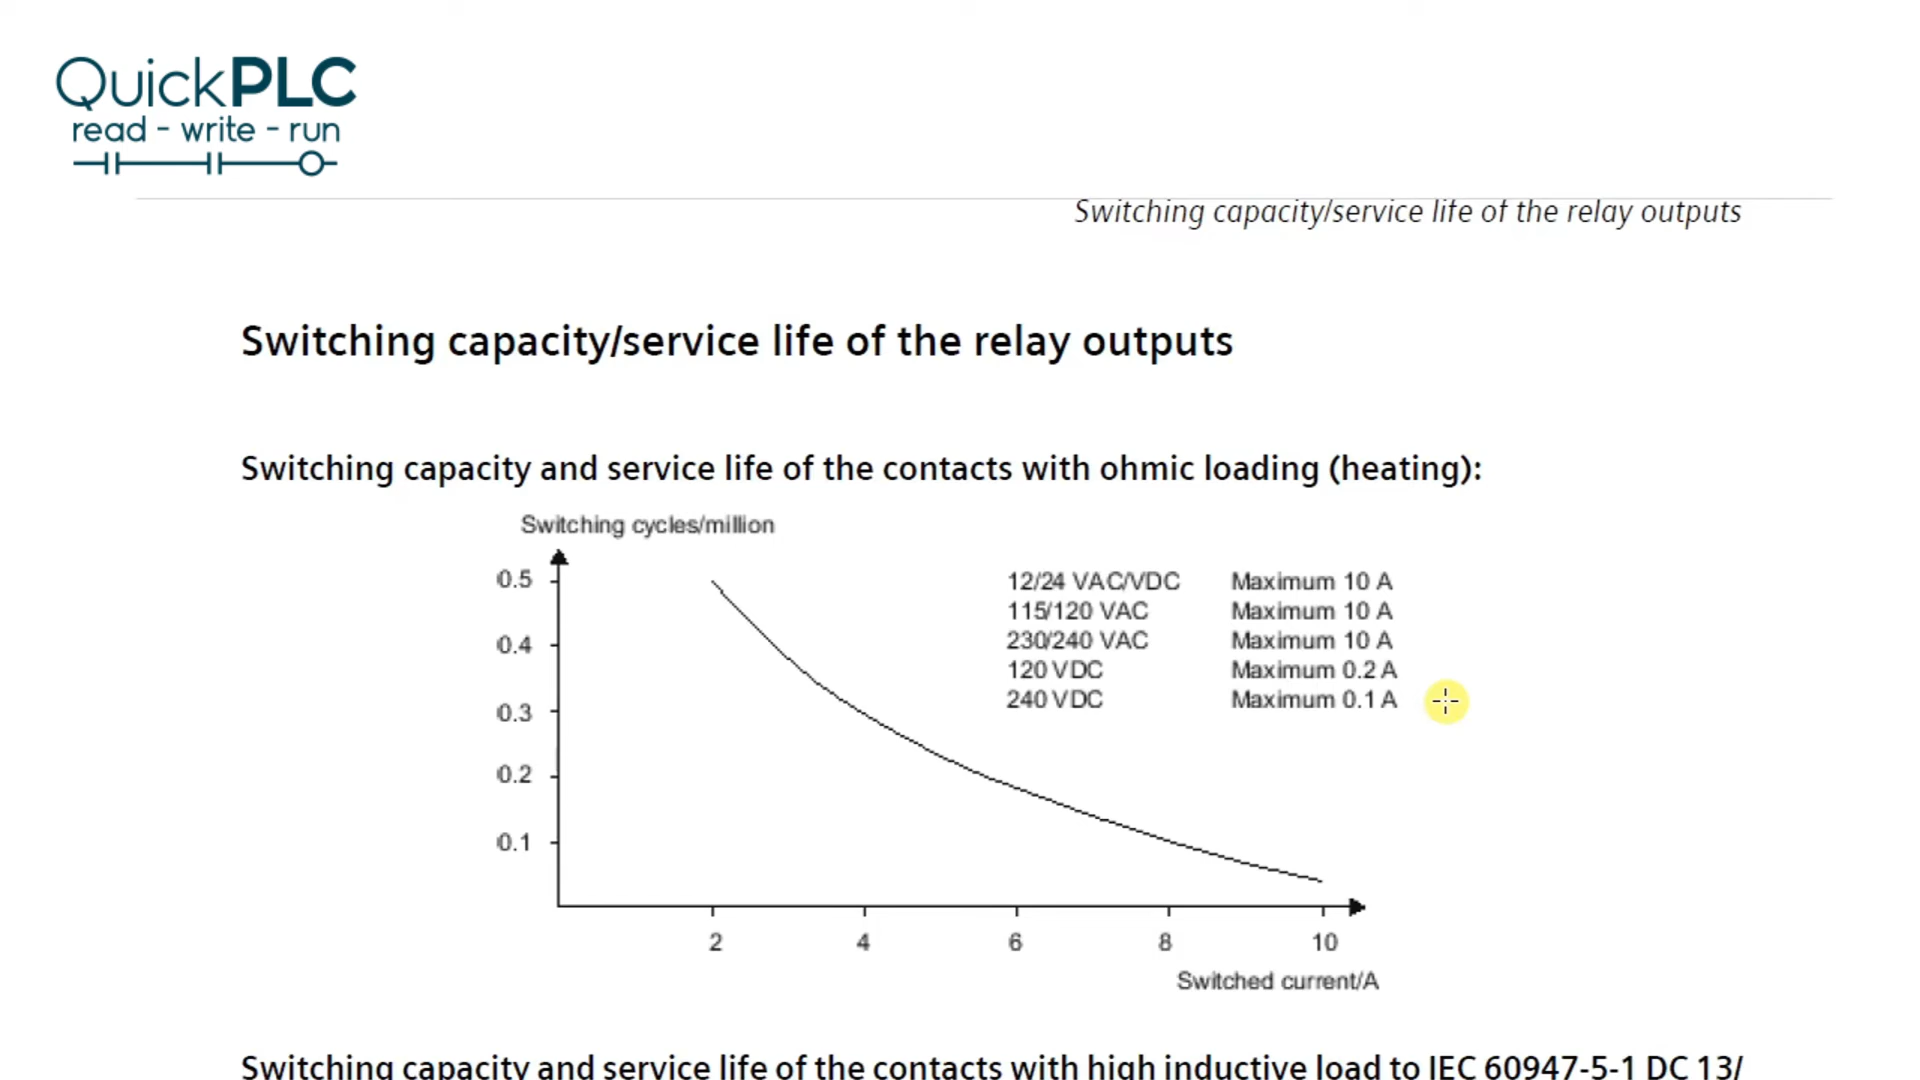 QuickPLC
read - write - run
Switching capacity/service life of the relay outputs
Switching capacity/service life of the relay outputs
Switching capacity and service life of the contacts with ohmic loading (heating):
Switching cycles/million
0.5
0.4
0.3
0.2
0.1
12/24 VAC/VDC Maximum 10 A
115/120 VAC Maximum 10 A
230/240 VAC Maximum 10 A
120 VDC Maximum 0.2 A
240 VDC Maximum 0.1 A
2 4 6 8 10
Switched current/A
Switching capacity and service life of the contacts with high inductive load to IEC 60947-5-1 DC 13/